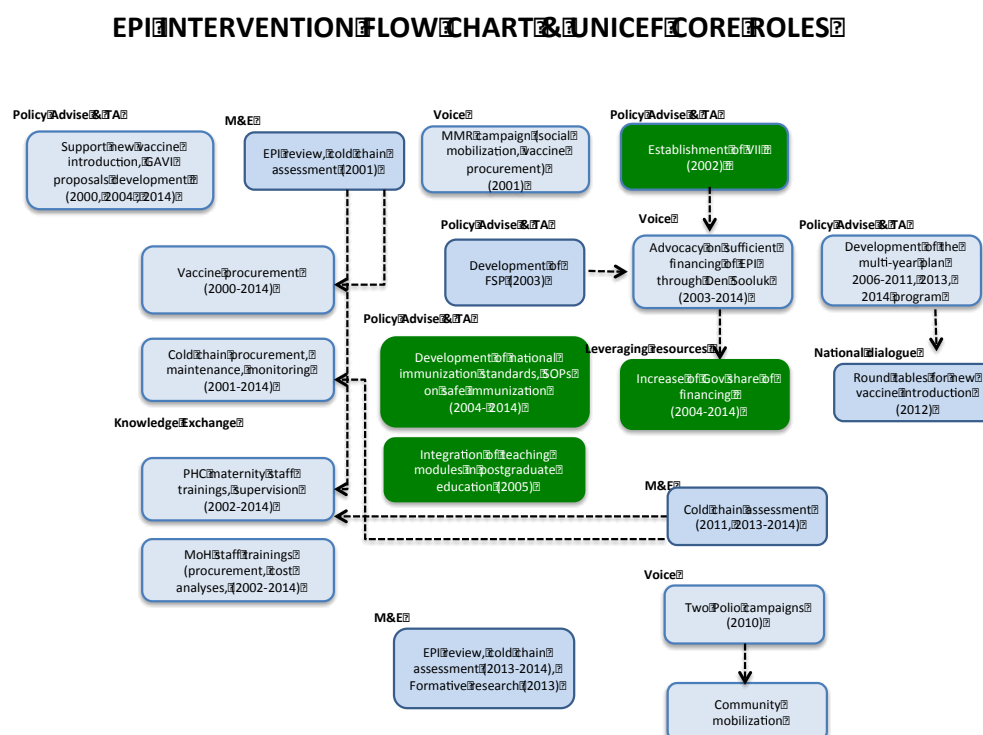 EPI INTERVENTION FLOW CHART & UNICEF CORE ROLES
Policy Advise & TA
Support new vaccine
introduction, GAVI
proposals development
(2000, 2004, 2014)
M&E
EPI review, cold chain
assessment (2001)
Voice
MMR campaign (social
mobilization, vaccine
procurement)
(2001)
Policy Advise & TA
Establishment of VII
(2002)
Vaccine procurement
(2000-2014)
Policy Advise & TA
Development of
FSP (2003)
Voice
Advocacy on sufficient
financing of EPI
through Den Sooluk
(2003-2014)
Policy Advise & TA
Development of the
multi-year plan
2006-2011, 2013,
2014 program
Cold chain procurement,
maintenance, monitoring
(2001-2014)
Policy Advise & TA
Development of national
immunization standards, SOPs
on safe immunization
(2004-2014)
Leveraging resources
Increase of Gov share of
financing
(2004-2014)
National dialogue
Round tables for new
vaccine introduction
(2012)
Knowledge Exchange
PHC maternity staff
trainings, supervision
(2002-2014)
Integration of teaching
modules in postgraduate
education (2005)
M&E
Cold chain assessment
(2011, 2013-2014)
MoH staff trainings
(procurement, cost
analyses, (2002-2014)
Voice
Two Polio campaigns
(2010)
M&E
EPI review, cold chain
assessment (2013-2014),
Formative research (2013)
Community
mobilization